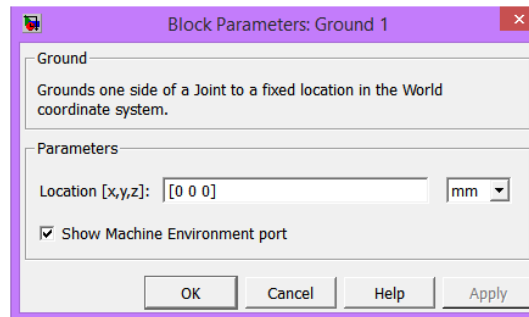 Block Parameters: Ground 1
Ground
Grounds one side of a Joint to a fixed location in the World
coordinate system.
Parameters
Location [x,y,z]: [0 0 0] mm
Show Machine Environment port
OK Cancel Help Apply